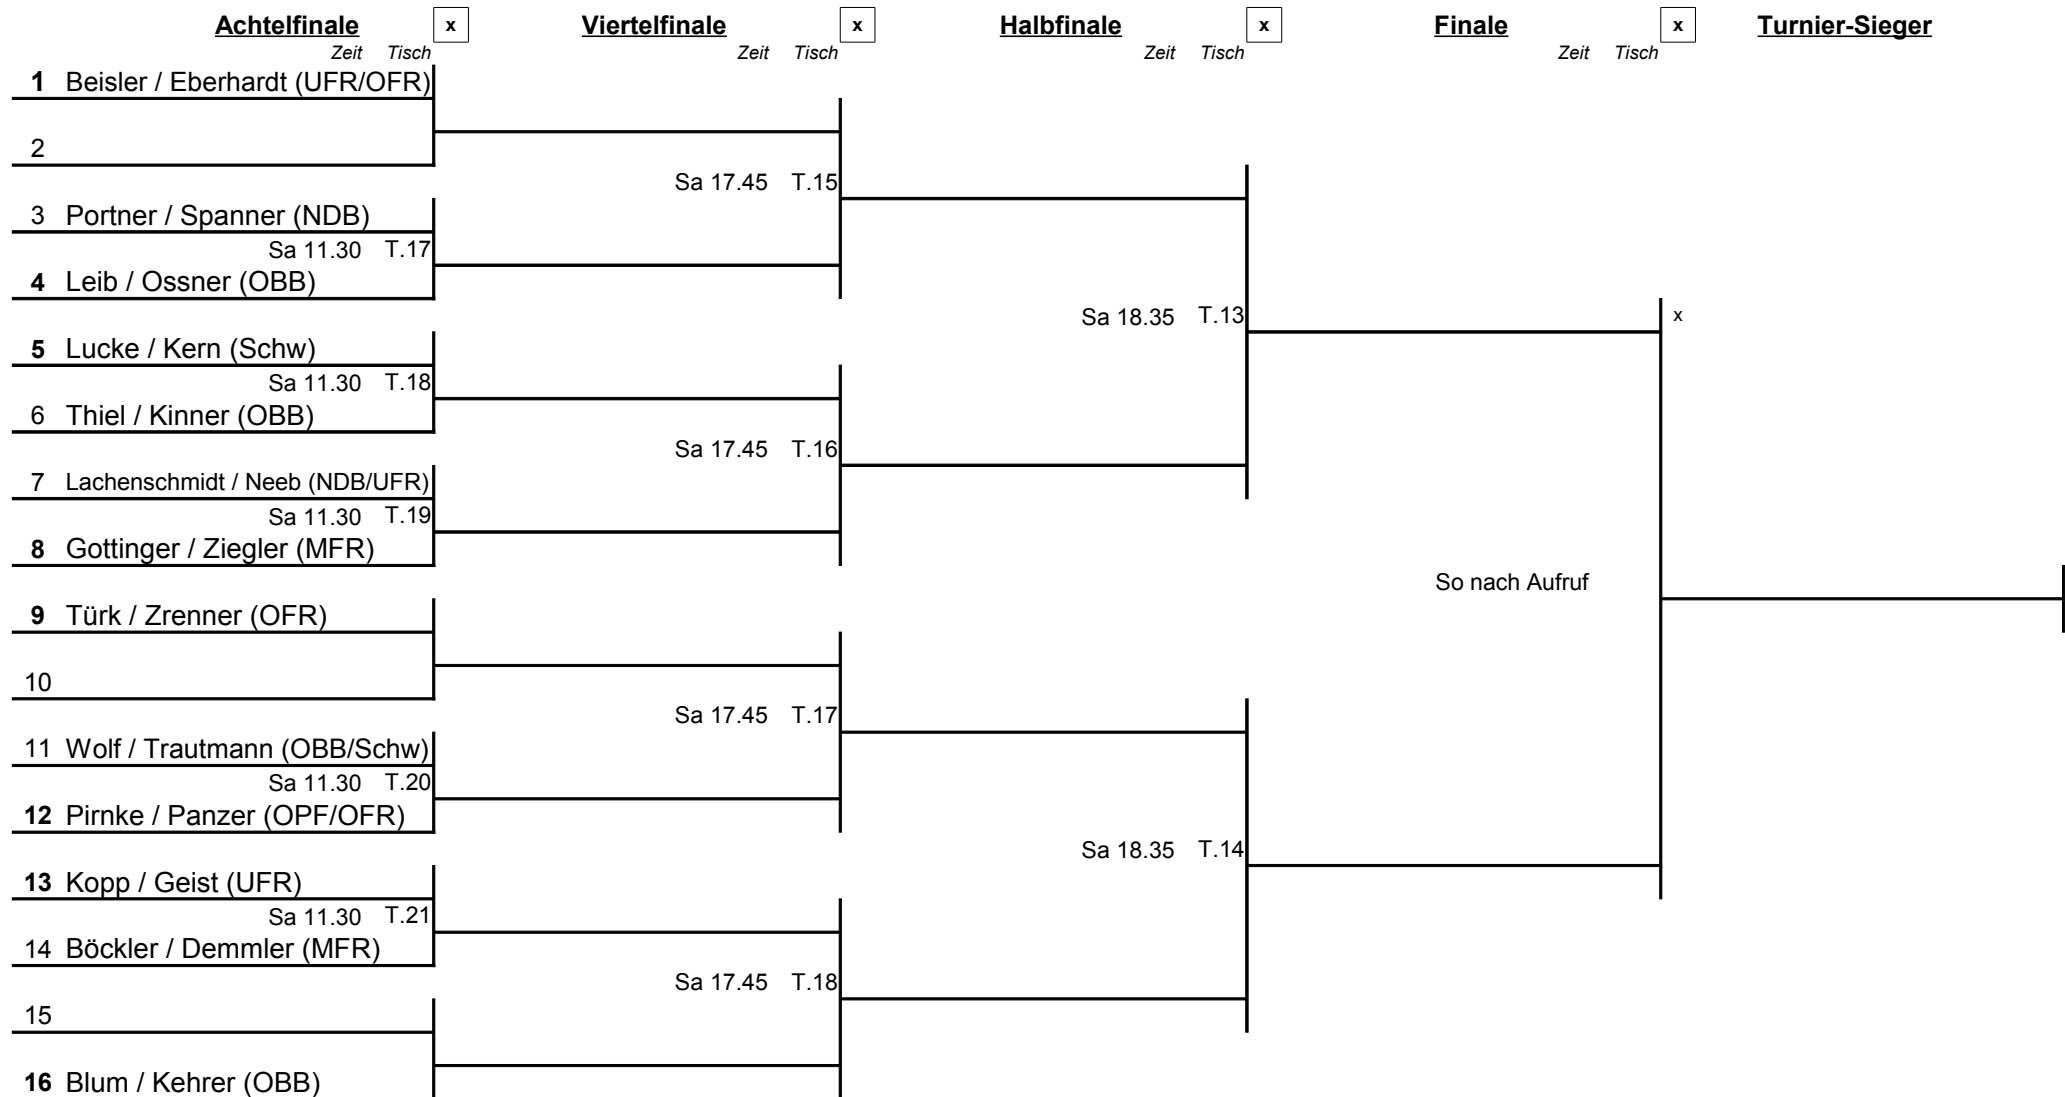 Achtelfinale x Viertelfinale x Halbfinale x Finale x Turnier-Sieger
Zeit Tisch Zeit Tisch Zeit Tisch Zeit Tisch
1 Beisler / Eberhardt (UFR/OFR)
2
Sa 17.45 T.15
3 Portner / Spanner (NDB)
Sa 11.30 T.17
4 Leib / Ossner (OBB)
Sa 18.35 T.13 x
5 Lucke / Kern (Schw)
Sa 11.30 T.18
6 Thiel / Kinner (OBB)
Sa 17.45 T.16
7 Lachenschmidt / Neeb (NDB/UFR)
Sa 11.30 T.19
8 Gottinger / Ziegler (MFR)
So nach Aufruf
9 Türk / Zrenner (OFR)
10
Sa 17.45 T.17
11 Wolf / Trautmann (OBB/Schw)
Sa 11.30 T.20
12 Pirnke / Panzer (OPF/OFR)
Sa 18.35 T.14
13 Kopp / Geist (UFR)
Sa 11.30 T.21
14 Böckler / Demmler (MFR)
Sa 17.45 T.18
15
16 Blum / Kehrer (OBB)